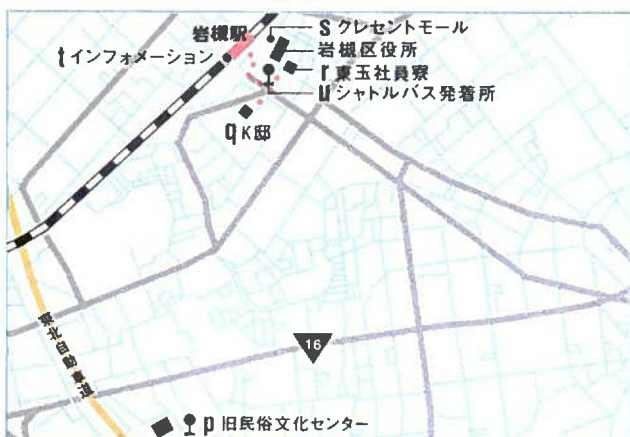 岩槻駅
s クレセントモール
岩槻区役所
t インフォメーション
r 東玉社員寮
u シャトルバス発着所
q K邸
16
東北自動車道
p 旧民俗文化センター